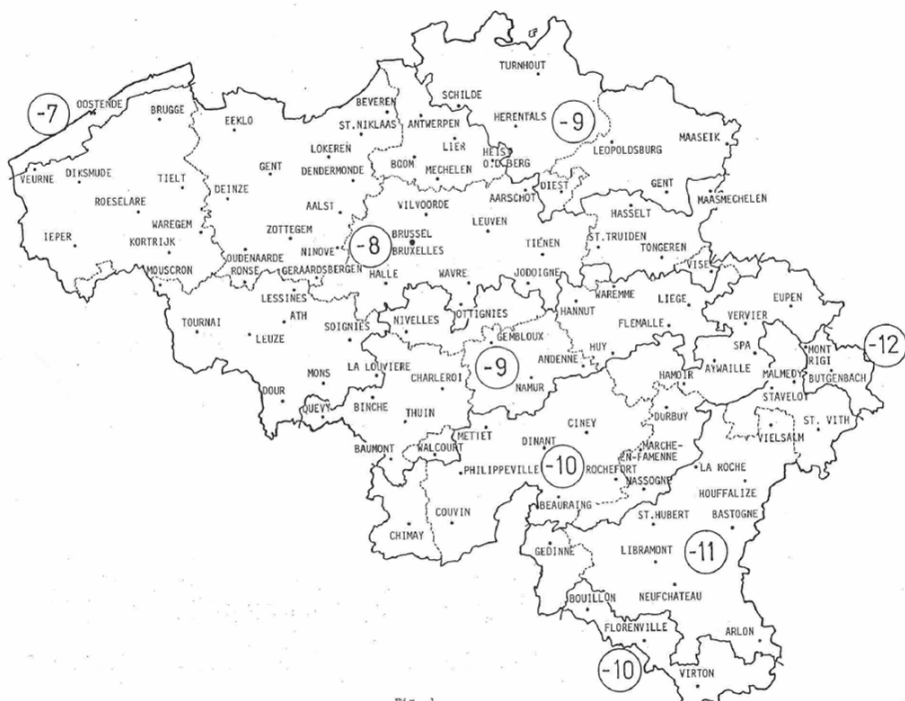 TURNHOUT
-7
OOSTENDE
BRUGGE
EEKLO
BEVEREN
SCHILDE
ANTWERPEN
HERENTALS
-9
ST.NIKLAAS
LIER
MAASEIK
LOKEREN
BOOM
HEIST
O.D.BERG
LEOPOLDSBURG
VEURNE
DIKSMUDE
TIELT
GENT
DENDERMONDE
MECHELEN
DEINZE
AARSCHOT
DIEST
GENT
MAASMECHELEN
ROESELARE
AALST
VILVOORDE
HASSELT
WAREGEM
ZOTTEGEM
LEUVEN
IEPER
KORTRIJK
NINOVE
-8
BRUSSEL
BRUXELLES
TIENEN
ST.TRUIDEN
TONGEREN
OUDENAARDE
MOUSCRON
RONSE
GERAARDSBERGEN
HALLE
WAVRE
JODOIGNE
VISE
LESSINES
OTTIGNIES
HANNUT
WAREMME
LIEGE
EUPEN
TOURNAI
ATH
LEUZE
SOIGNIES
NIVELLES
GEMBLOUX
FLEMALLE
VERVIER
LA LOUVIERE
CHARLEROI
-9
ANDENNE
HUY
SPA
AYWAILLE
MONT
RIGI
-12
MONS
NAMUR
HAMOIR
MALMEDY
BUTGENBACH
DOUR
QUEVY
BINCHE
STAVELOT
THUIN
METTET
CINEY
DURBUY
ST. VITH
VIELSALM
BAUMONT
WALCOURT
DINANT
MARCHE-
EN-FAMENNE
PHILIPPEVILLE
-10
ROCHEFORT
NASSOGNE
LA ROCHE
HOUFFALIZE
BEAURAING
COUVIN
CHIMAY
ST.HUBERT
BASTOGNE
GEDINNE
LIBRAMONT
-11
BOUILLON
NEUFCHATEAU
FLORENVILLE
ARLON
-10
VIRTON